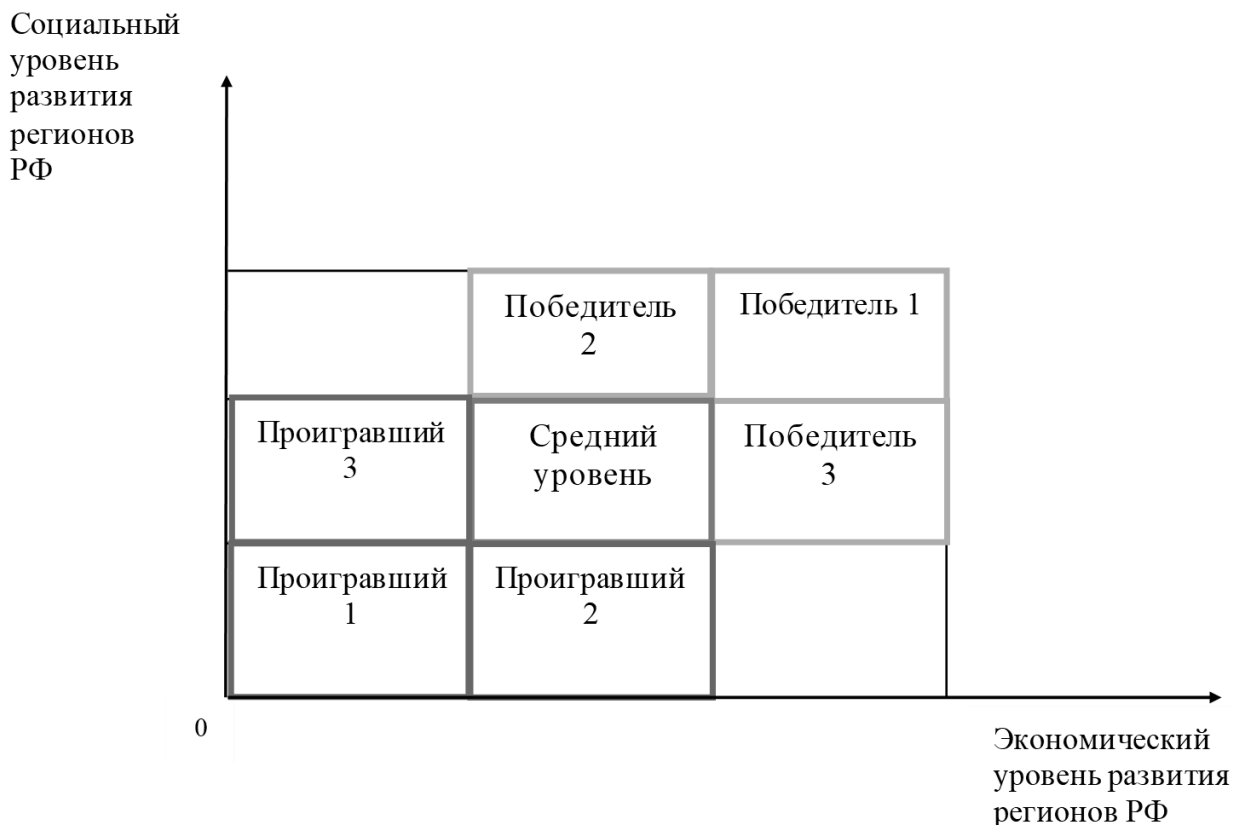 Социальный
уровень
развития
регионов
РФ
Победитель
2
Победитель 1
Проигравший
3
Средний
уровень
Победитель
3
Проигравший
1
Проигравший
2
0
Экономический
уровень развития
регионов РФ